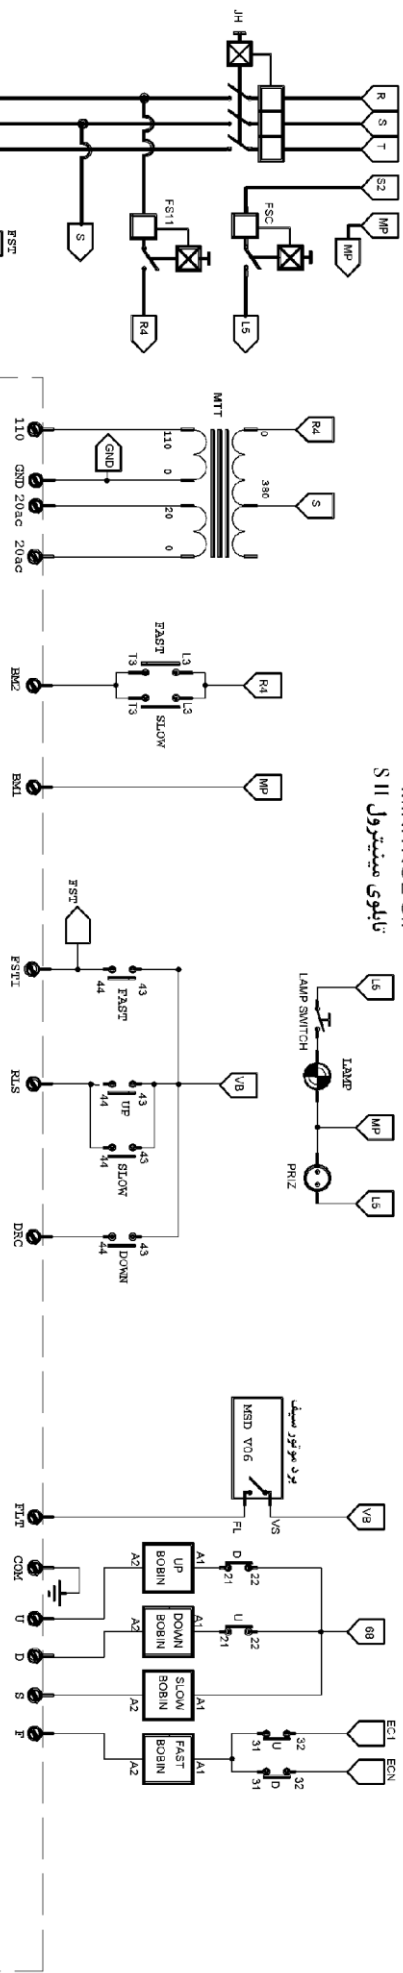 JH
R
S
T
S2
MP
MP
FSC
FS11
S
R4
L5
FST
تابلوی مینیترول S II
MTT
R4
S
0
380
110
0
20
0
GND
110
GND
20ac
20ac
R4
FAST
L3
T3
L3
T3
SLOW
BM2
MP
BM1
L5
LAMP SWITCH
LAMP
MP
PRIZ
L5
VB
43
44
FAST
43
44
UP
43
44
SLOW
43
44
DOWN
FST
FST1
RLS
DRC
برد موتور سیف
MSD V06
VB
VS
FL
68
EC1
ECN
D
22
21
U
22
21
32
U
31
32
D
31
A1
UP BOBIN
A2
A1
DOWN BOBIN
A2
A1
SLOW BOBIN
A2
A1
FAST BOBIN
A2
FLT
COM
U
D
S
F